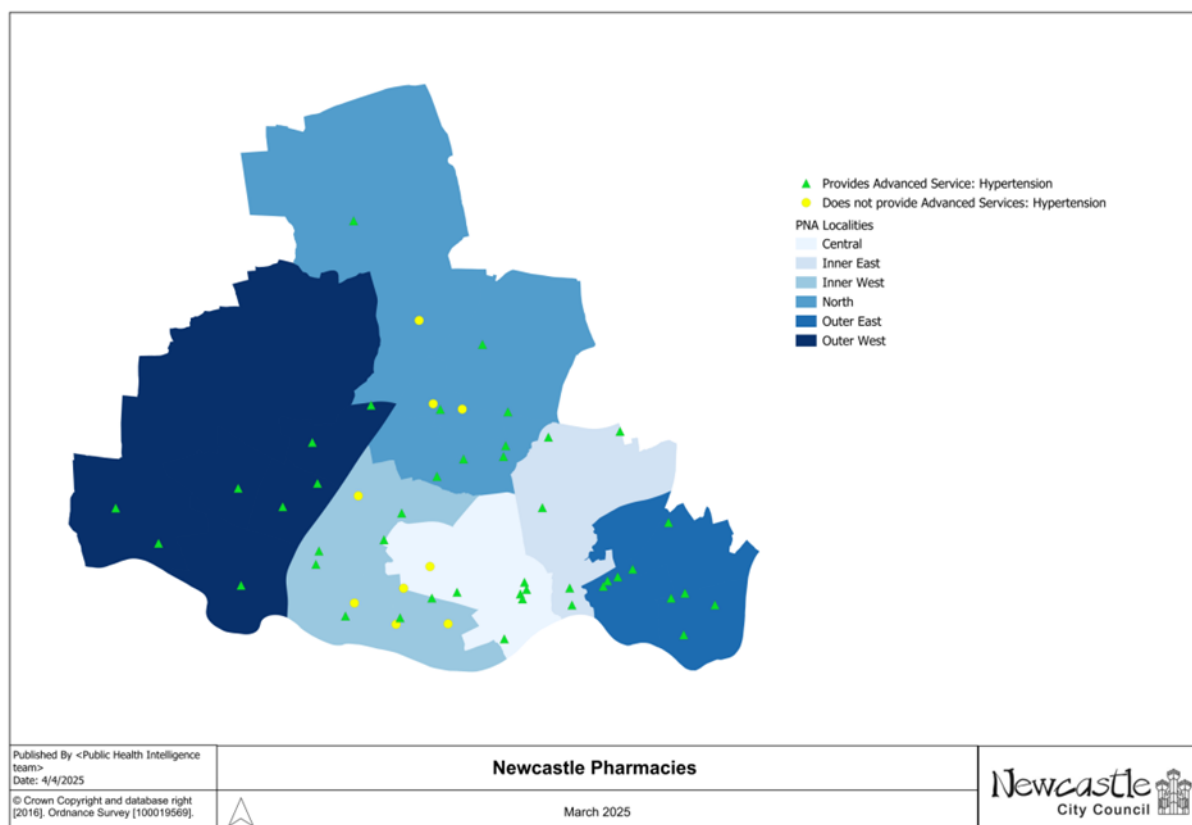 Provides Advanced Service: Hypertension
Does not provide Advanced Services: Hypertension
PNA Localities
Central
Inner East
Inner West
North
Outer East
Outer West
Published By <Public Health Intelligence
team>
Date: 4/4/2025
© Crown Copyright and database right
[2016]. Ordnance Survey [100019569].
Newcastle Pharmacies
March 2025
Newcastle
City Council